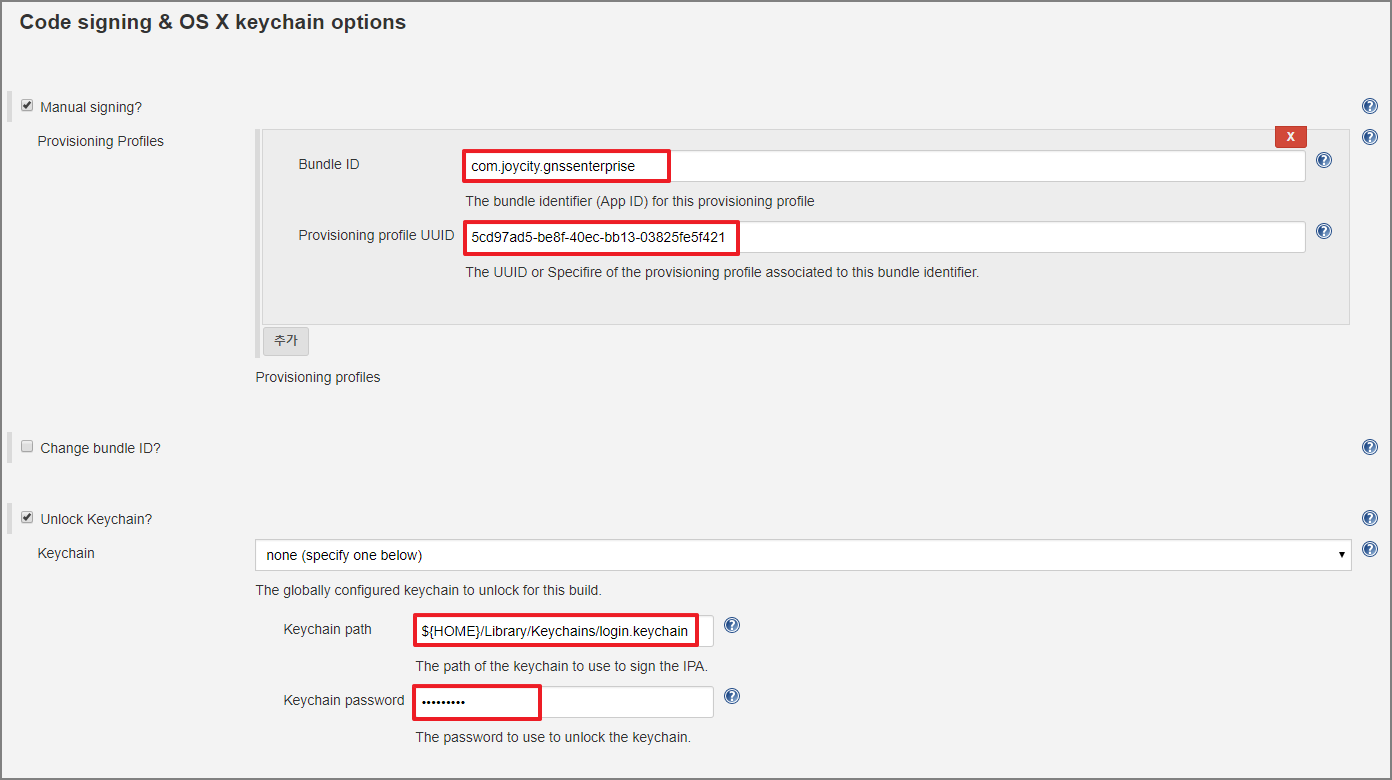 Code signing & OS X keychain options
Manual signing?
Provisioning Profiles
X
Bundle ID
com.joycity.gnssenterprise
The bundle identifier (App ID) for this provisioning profile
Provisioning profile UUID
5cd97ad5-be8f-40ec-bb13-03825fe5f421
The UUID or Specifire of the provisioning profile associated to this bundle identifier.
추가
Provisioning profiles
Change bundle ID?
Unlock Keychain?
Keychain
none (specify one below)
The globally configured keychain to unlock for this build.
Keychain path
${HOME}/Library/Keychains/login.keychain
The path of the keychain to use to sign the IPA.
Keychain password
•••••••••
The password to use to unlock the keychain.